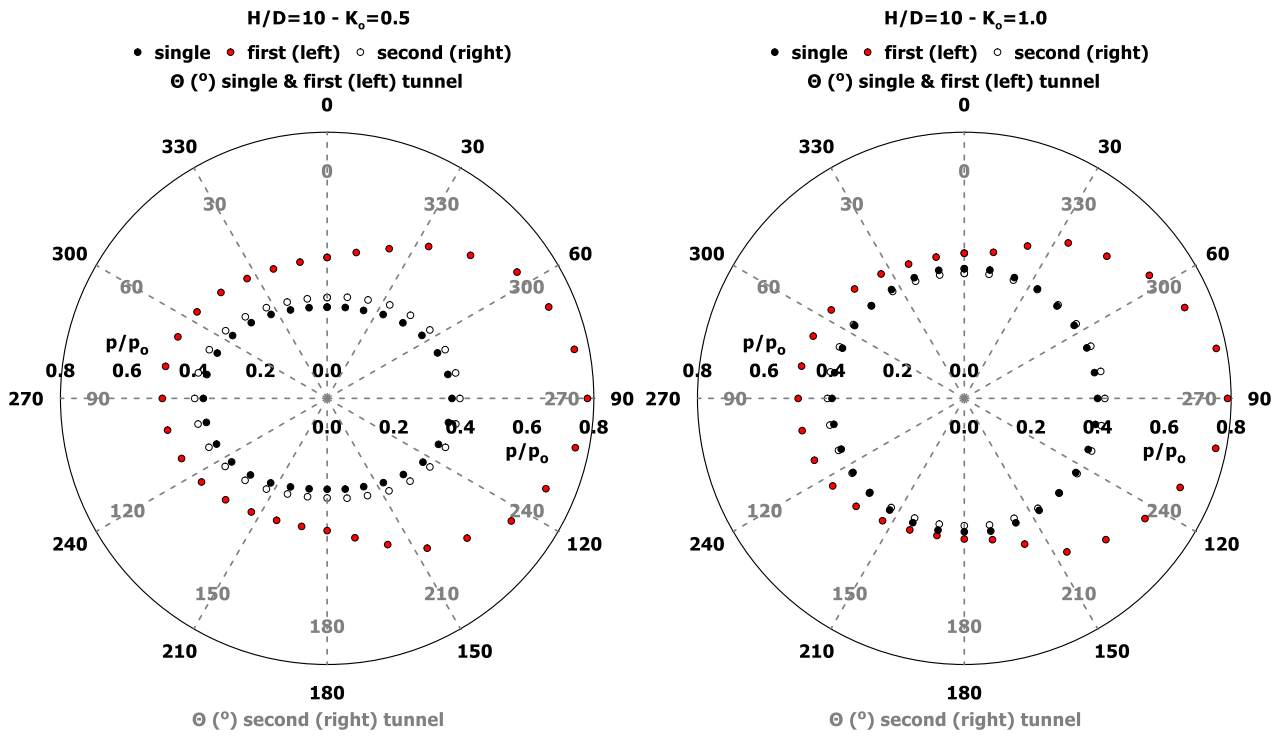 H/D=10 - Kₒ=0.5
● single ● first (left) ○ second (right)
Θ (º) single & first (left) tunnel
0
330 30
0
30 330
300 60
60 300
p/pₒ
0.8 0.6 0.4 0.2 0.0
270 90 270 90
0.0 0.2 0.4 0.6 0.8
p/pₒ
120 240
240 120
150 210
180
210 150
180
Θ (º) second (right) tunnel
H/D=10 - Kₒ=1.0
● single ● first (left) ○ second (right)
Θ (º) single & first (left) tunnel
0
330 30
0
30 330
300 60
60 300
p/pₒ
0.8 0.6 0.4 0.2 0.0
270 90 270 90
0.0 0.2 0.4 0.6 0.8
p/pₒ
120 240
240 120
150 210
180
210 150
180
Θ (º) second (right) tunnel